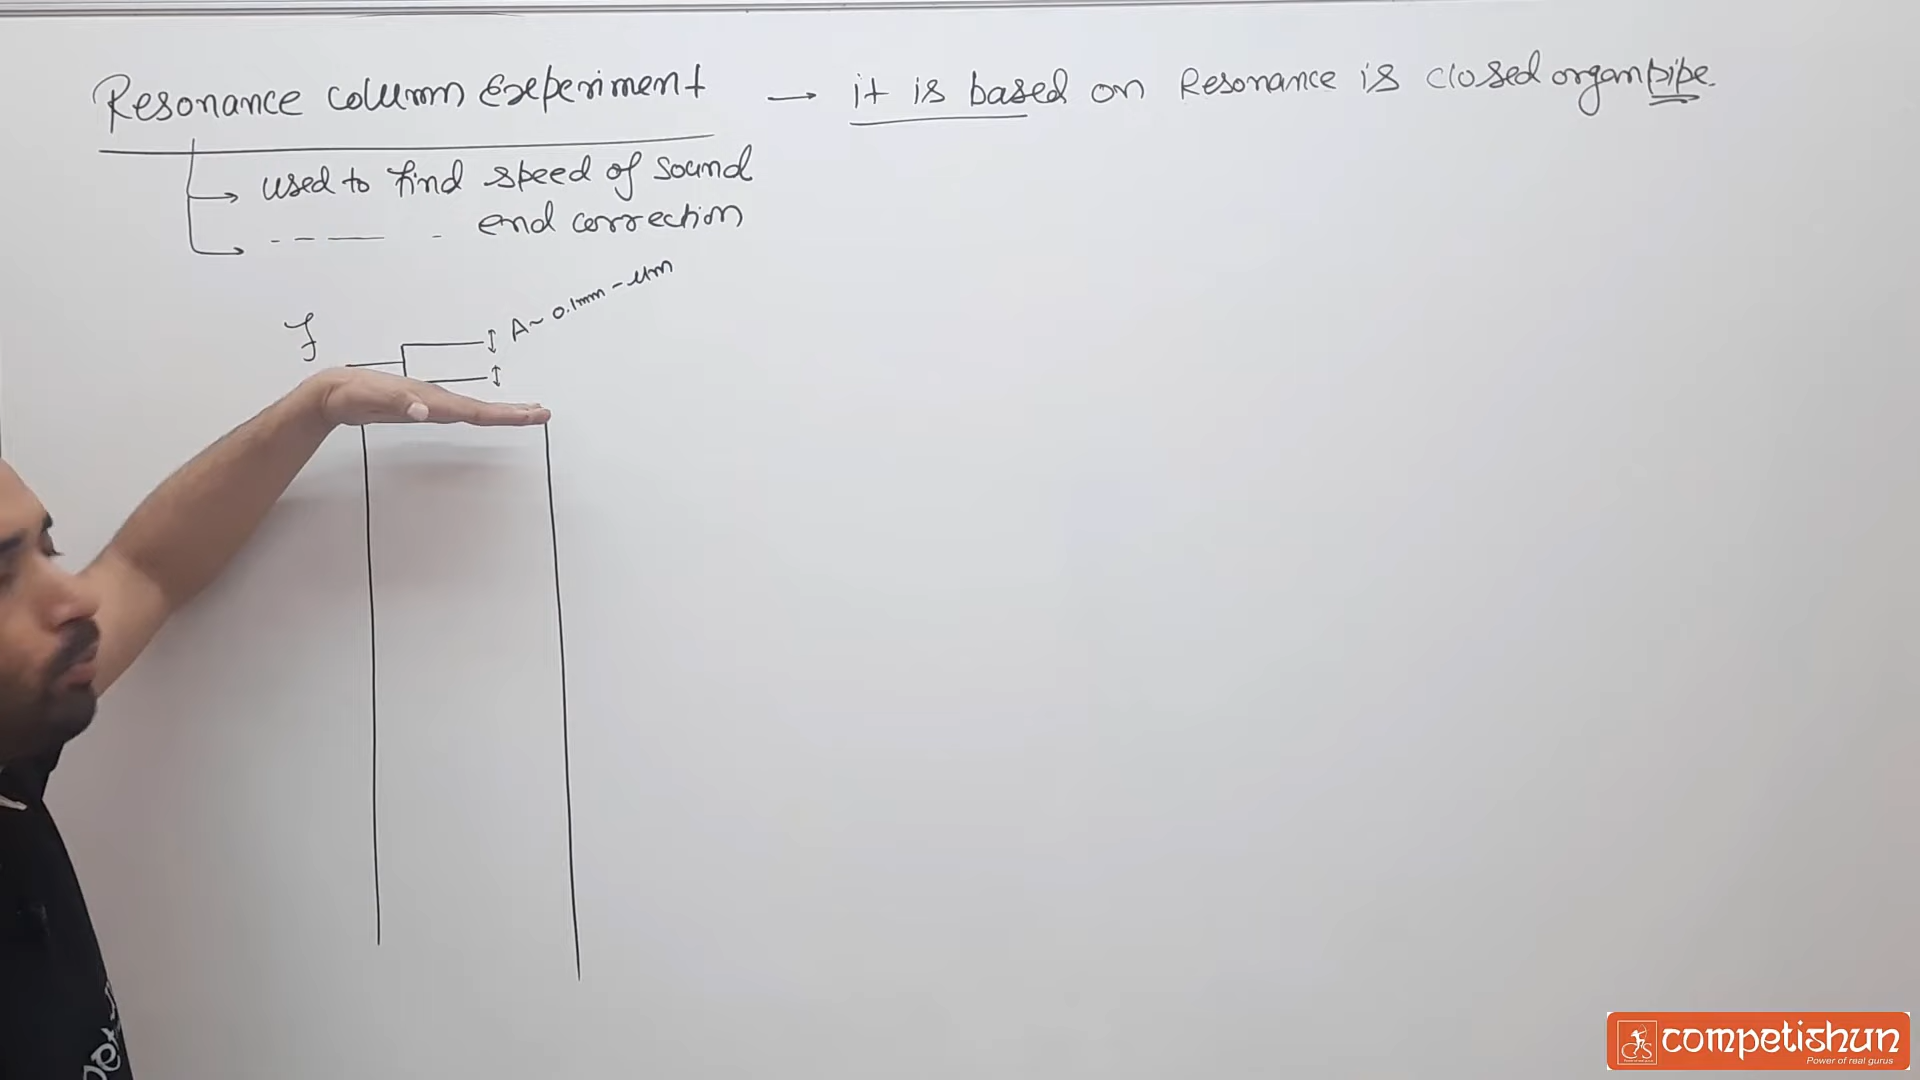 Resonance column Experiment → it is based on Resonance is closed organ pipe.
→ used to find speed of sound
→ - - — - end correction
f
A ~ 0.1mm - μm
competishun
Power of real gurus